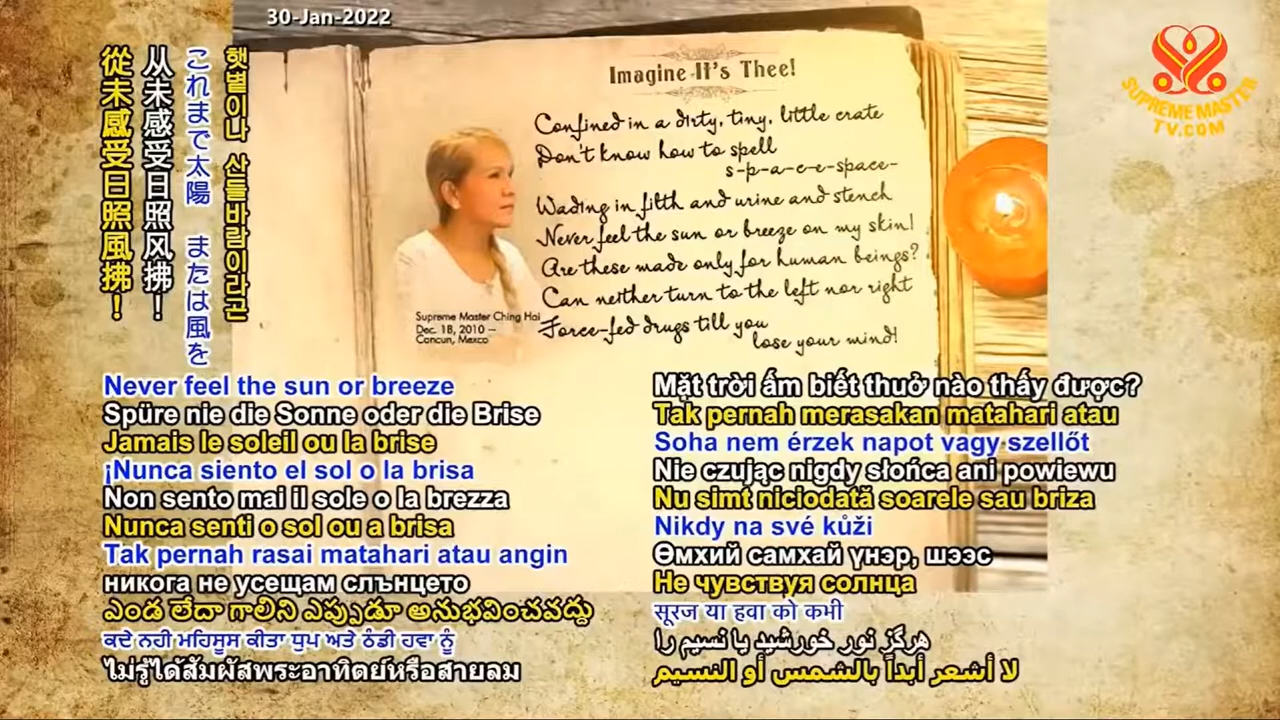 30-Jan-2022
SUPREME MASTER
TV.COM
햇볕이나 산들바람이라곤
これまで太陽 または風を
从未感受日照风拂！
從未感受日照風拂！
Imagine It's Thee!
Confined in a dirty, tiny, little crate
Don't know how to spell
s-p-a-c-e-space-
Wading in filth and urine and stench
Never feel the sun or breeze on my skin!
Are these made only for human beings?
Can neither turn to the left nor right
Force-fed drugs till you
lose your mind!
Supreme Master Ching Hai
Dec. 18, 2010 –
Cancun, Mexco
Never feel the sun or breeze
Spüre nie die Sonne oder die Brise
Jamais le soleil ou la brise
¡Nunca siento el sol o la brisa
Non sento mai il sole o la brezza
Nunca senti o sol ou a brisa
Tak pernah rasai matahari atau angin
никога не усещам слънцето
ఎండ లేదా గాలిని ఎప్పుడూ అనుభవించవద్దు
ਕਦੇ ਨਹੀ ਮਹਿਸੂਸ ਕੀਤਾ ਧੁਪ ਅਤੇ ਠੰਡੀ ਹਵਾ ਨੂੰ
ไม่รู้ได้สัมผัสพระอาทิตย์หรือสายลม
Mặt trời ấm biết thuở nào thấy được?
Tak pernah merasakan matahari atau
Soha nem érzek napot vagy szellőt
Nie czując nigdy słońca ani powiewu
Nu simt niciodată soarele sau briza
Nikdy na své kůži
Өмхий самхай үнэр, шээс
Не чувствуя солнца
सूरज या हवा को कभी
هرگز نور خورشید یا نسیم را
لا أشعر أبداً بالشمس أو النسيم